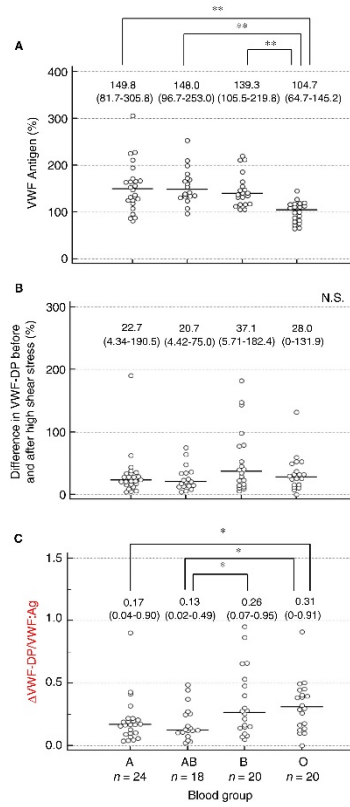 **
**
**
A
149.8 148.0 139.3 104.7
(81.7-305.8) (96.7-253.0) (105.5-219.8) (64.7-145.2)
VWF Antigen (%)
400
300
200
100
0
B
N.S.
300
22.7 20.7 37.1 28.0
(4.34-190.5) (4.42-75.0) (5.71-182.4) (0-131.9)
Difference in VWF-DP before
and after high shear stress (%)
200
100
0
C
*
*
*
1.5
0.17 0.13 0.26 0.31
(0.04-0.90) (0.02-0.49) (0.07-0.95) (0-0.91)
ΔVWF-DP/VWF:Ag
1.0
0.5
0.0
A AB B O
n = 24 n = 18 n = 20 n = 20
Blood group